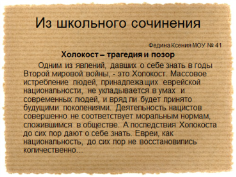 Из школьного сочинения
Федяна Ксения МОУ № 41
Холокост – трагедия и позор
Одним из явлений, давших о себе знать в годы
Второй мировой войны, - это Холокост. Массовое
истребление людей, принадлежащих еврейской
национальности, не укладывается в умах и
современных людей, и вряд ли будет принято
будущими поколениями. Деятельность нацистов
совершенно не соответствует моральным нормам,
сложившимся в обществе. А последствия Холокоста
до сих пор дают о себе знать. Евреи, как
национальность, до сих пор не восстановились
количественно…